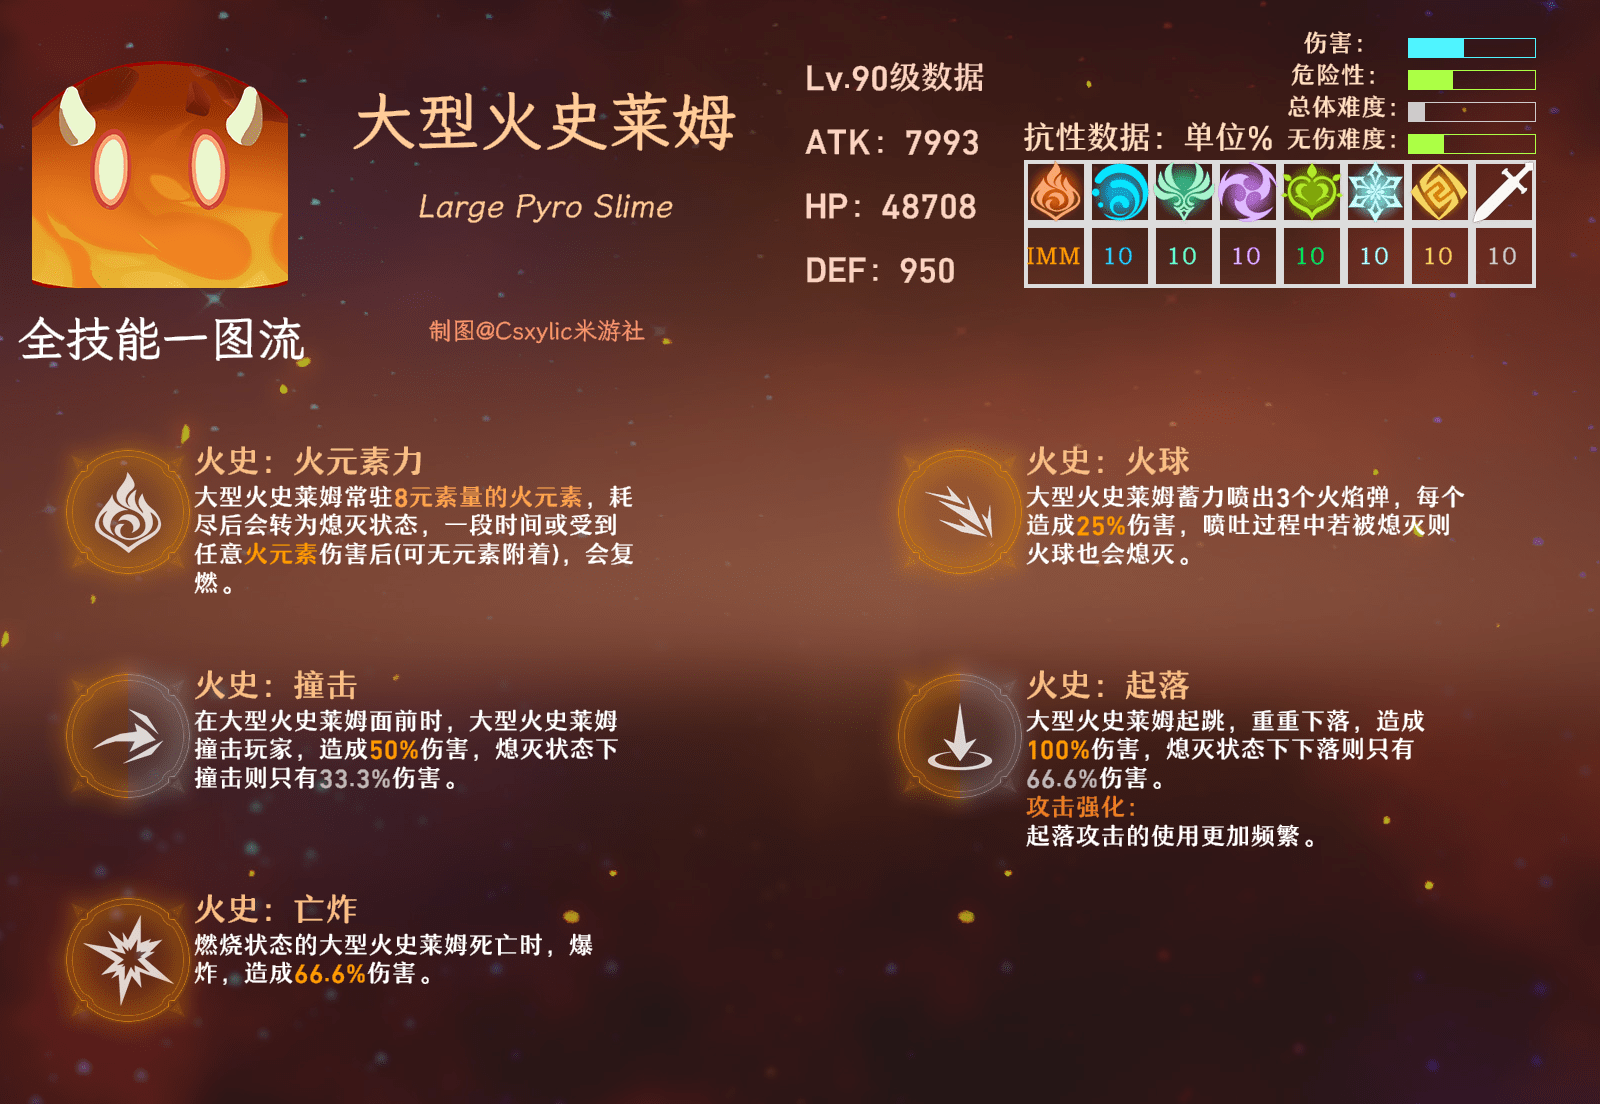 大型火史莱姆
Large Pyro Slime
全技能一图流
制图@Csxylic米游社
Lv.90级数据
ATK：7993
HP：48708
DEF：950
伤害：
危险性：
总体难度：
无伤难度：
抗性数据：单位%
IMM 10 10 10 10 10 10 10
火史：火元素力
大型火史莱姆常驻8元素量的火元素，耗
尽后会转为熄灭状态，一段时间或受到
任意火元素伤害后(可无元素附着)，会复
燃。
火史：火球
大型火史莱姆蓄力喷出3个火焰弹，每个
造成25%伤害，喷吐过程中若被熄灭则
火球也会熄灭。
火史：撞击
在大型火史莱姆面前时，大型火史莱姆
撞击玩家，造成50%伤害，熄灭状态下
撞击则只有33.3%伤害。
火史：起落
大型火史莱姆起跳，重重下落，造成
100%伤害，熄灭状态下下落则只有
66.6%伤害。
攻击强化：
起落攻击的使用更加频繁。
火史：亡炸
燃烧状态的大型火史莱姆死亡时，爆
炸，造成66.6%伤害。